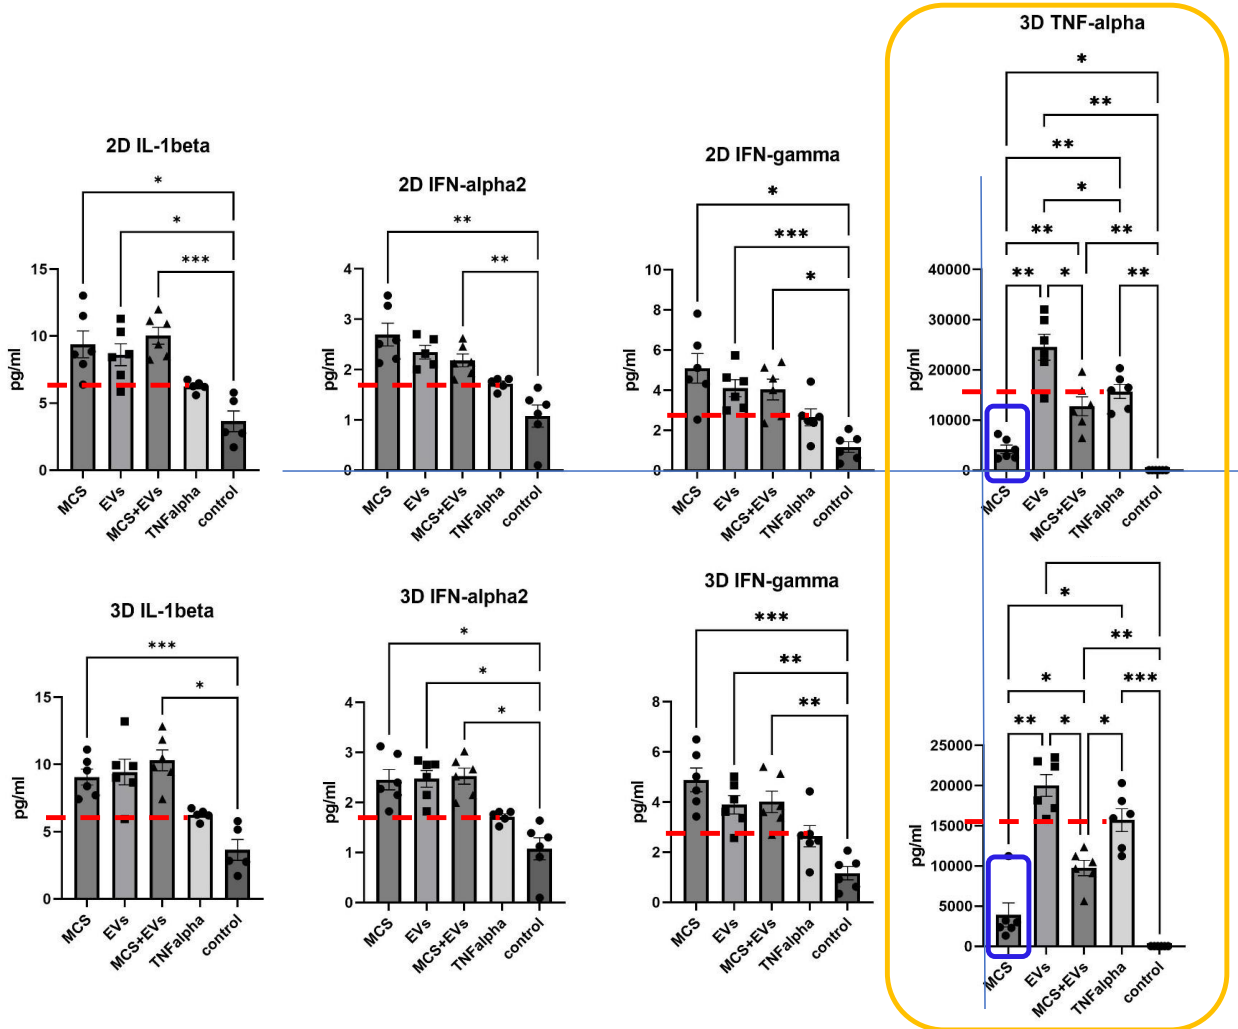 3D TNF-alpha
*
**
**
*
** **
** * **
40000
30000
20000
10000
0
pg/ml
MCS EVs MCS+EVs TNFalpha control
2D IL-1beta
*
*
***
15
10
5
0
pg/ml
MCS EVs MCS+EVs TNFalpha control
2D IFN-alpha2
**
**
4
3
2
1
0
pg/ml
MCS EVs MCS+EVs TNFalpha control
2D IFN-gamma
*
***
*
10
8
6
4
2
0
pg/ml
MCS EVs MCS+EVs TNFalpha control
3D IL-1beta
***
*
15
10
5
0
pg/ml
MCS EVs MCS+EVs TNFalpha control
3D IFN-alpha2
*
*
*
4
3
2
1
0
pg/ml
MCS EVs MCS+EVs TNFalpha control
3D IFN-gamma
***
**
**
8
6
4
2
0
pg/ml
MCS EVs MCS+EVs TNFalpha control
*
**
* ***
** * *
25000
20000
15000
10000
5000
0
pg/ml
MCS EVs MCS+EVs TNFalpha control